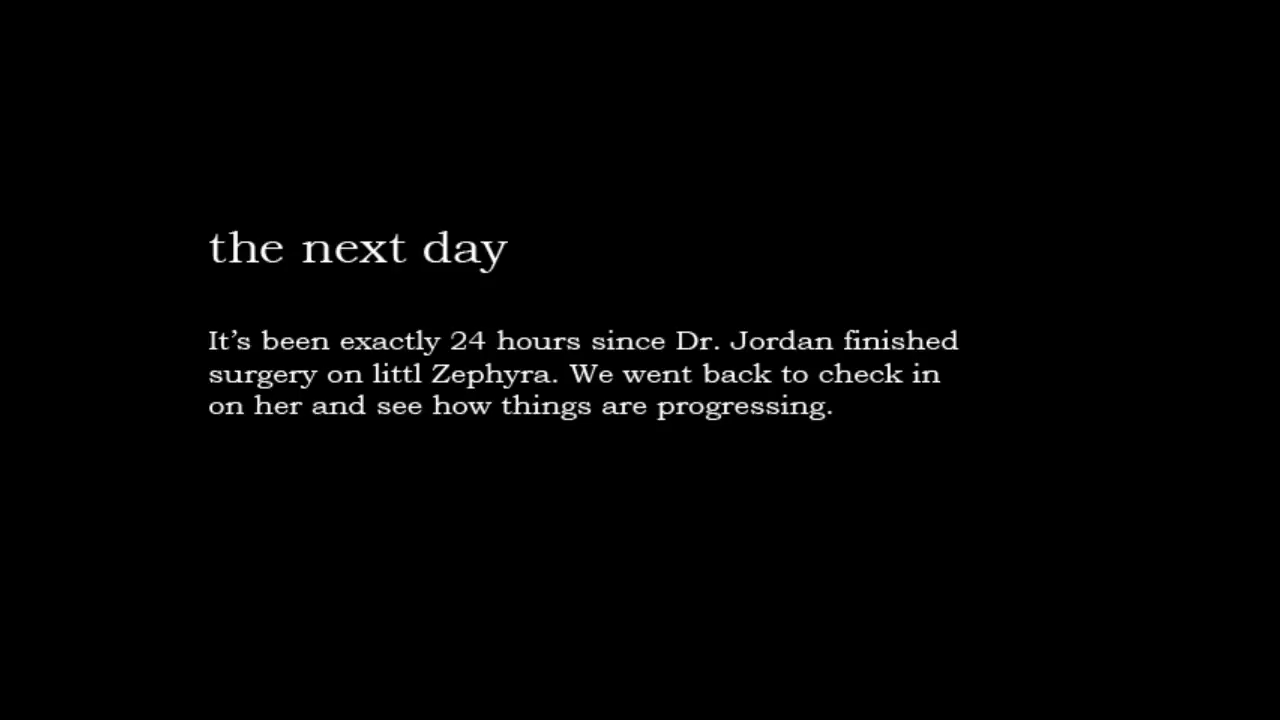 the next day
It’s been exactly 24 hours since Dr. Jordan finished
surgery on littl Zephyra. We went back to check in
on her and see how things are progressing.